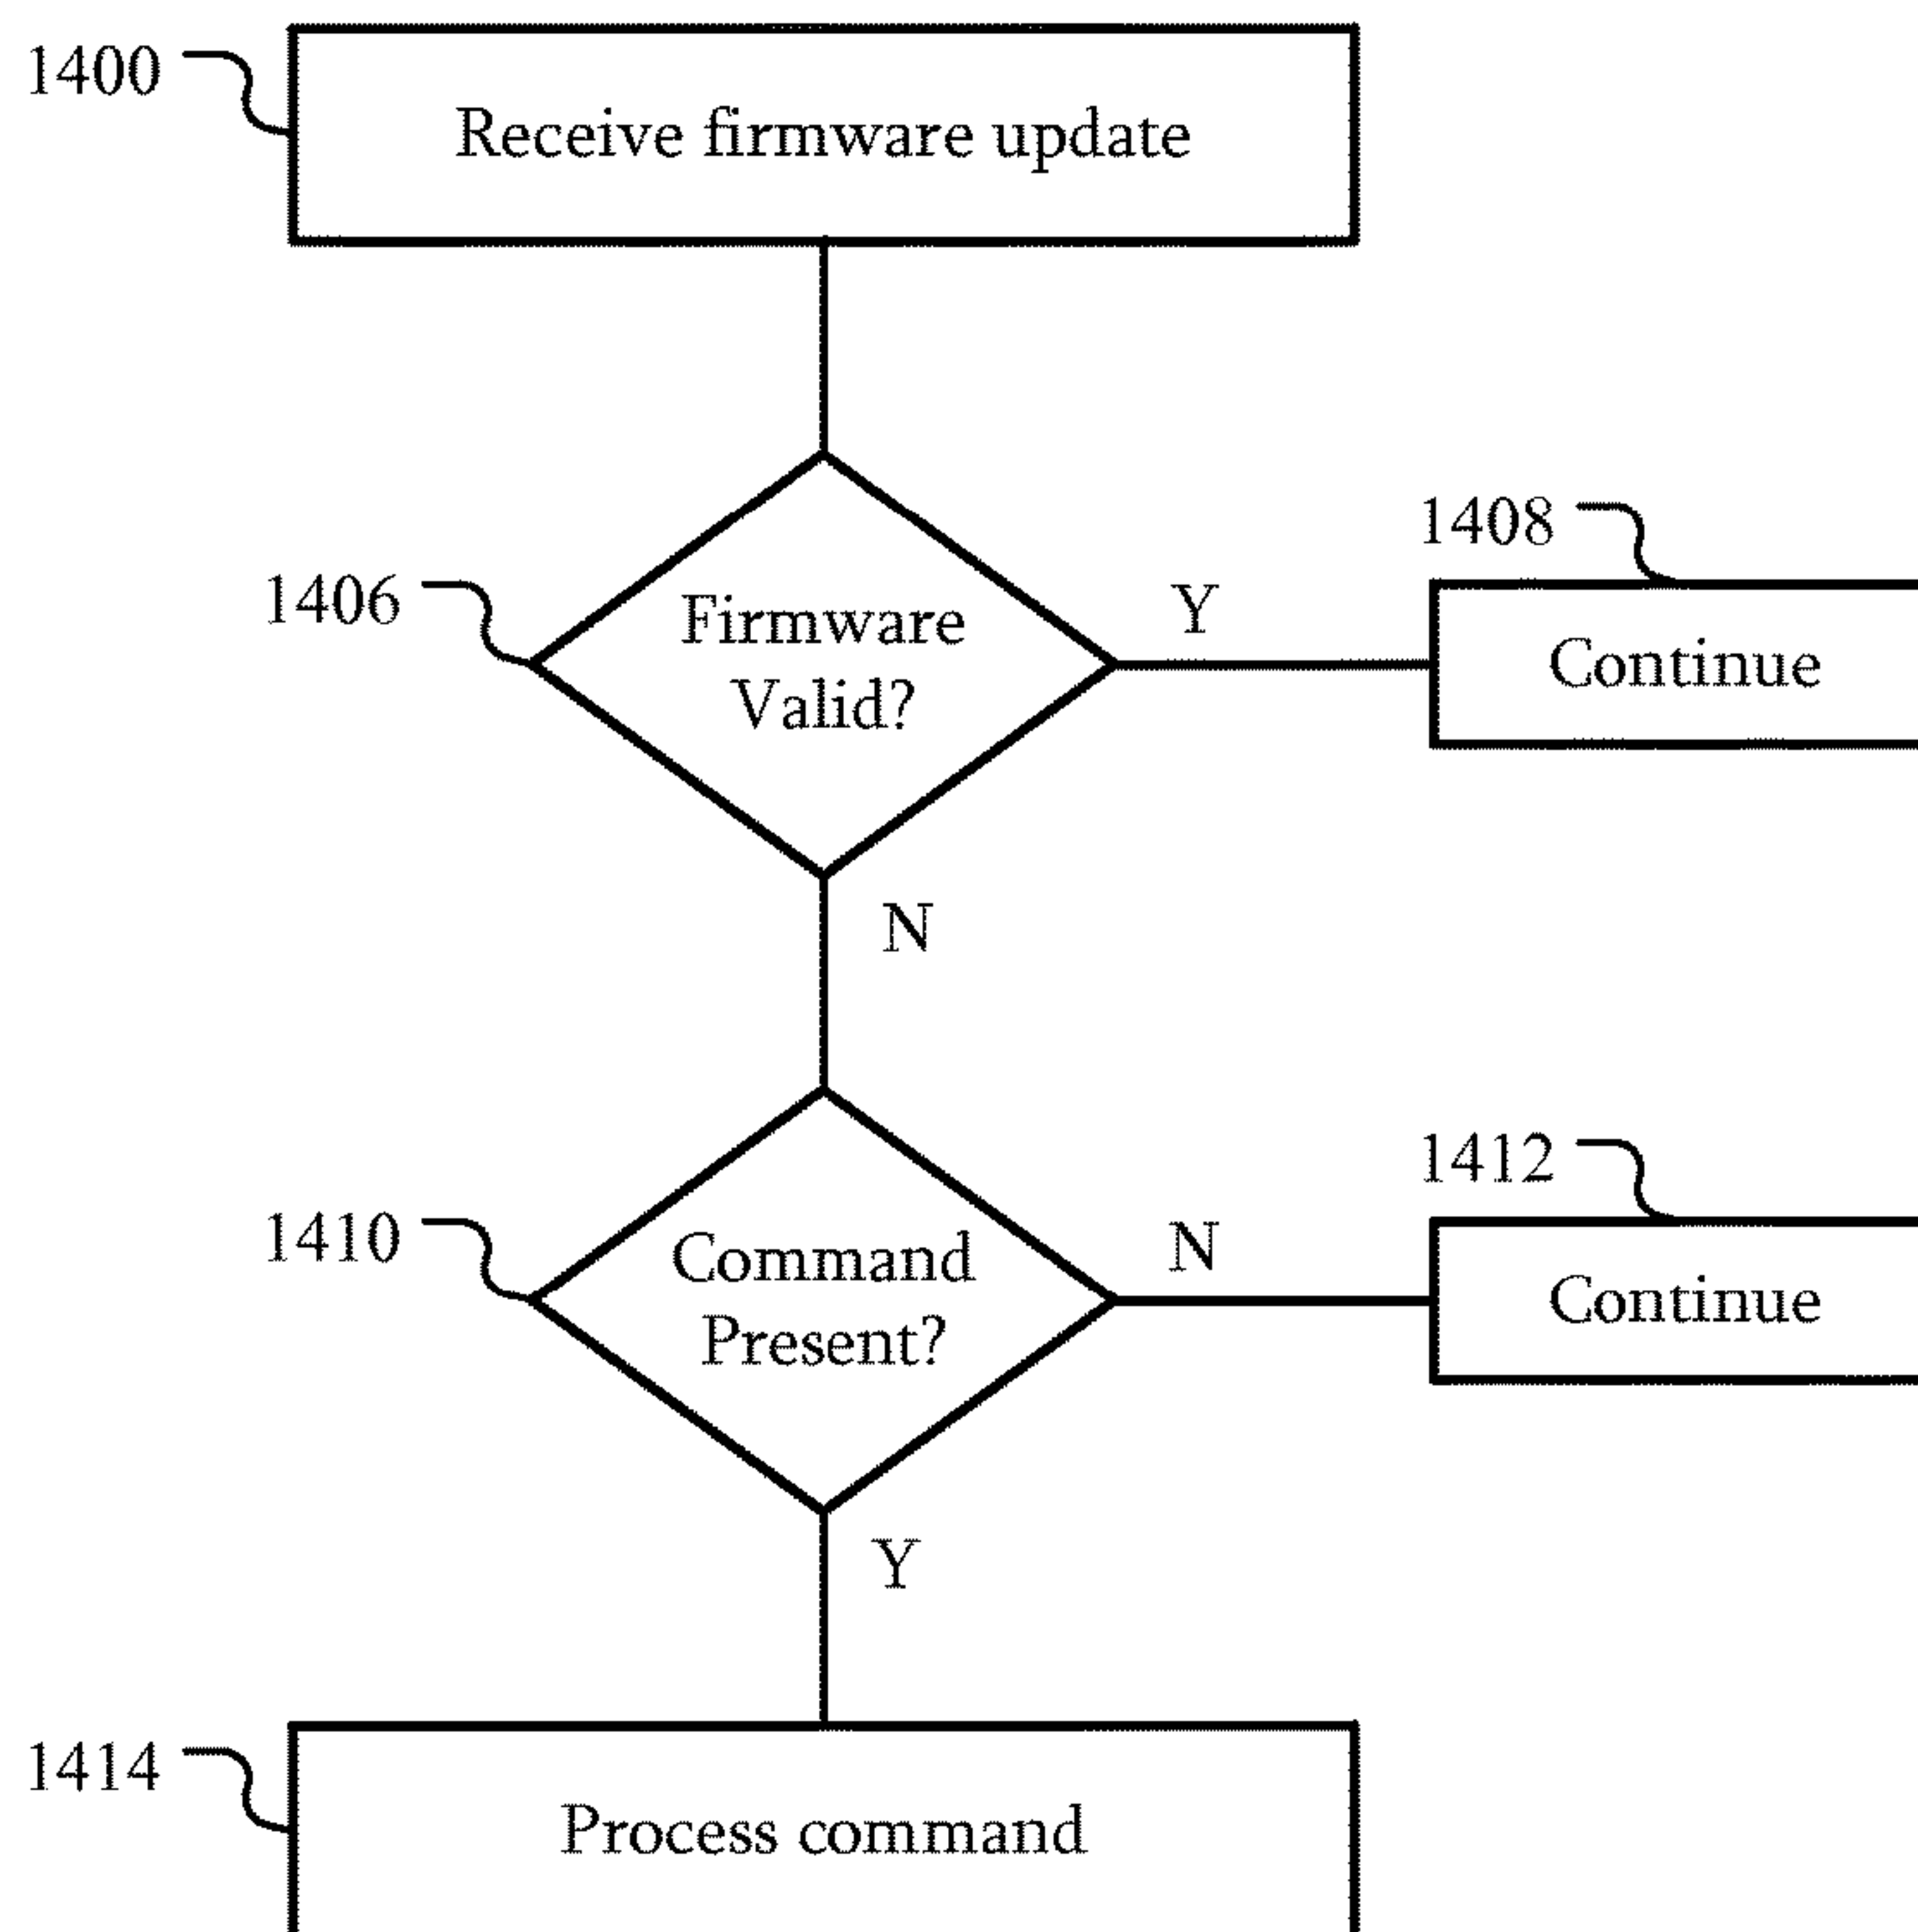 1400
Receive firmware update
1406
Firmware
Valid?
Y
1408
Continue
N
1410
Command
Present?
N
1412
Continue
Y
1414
Process command